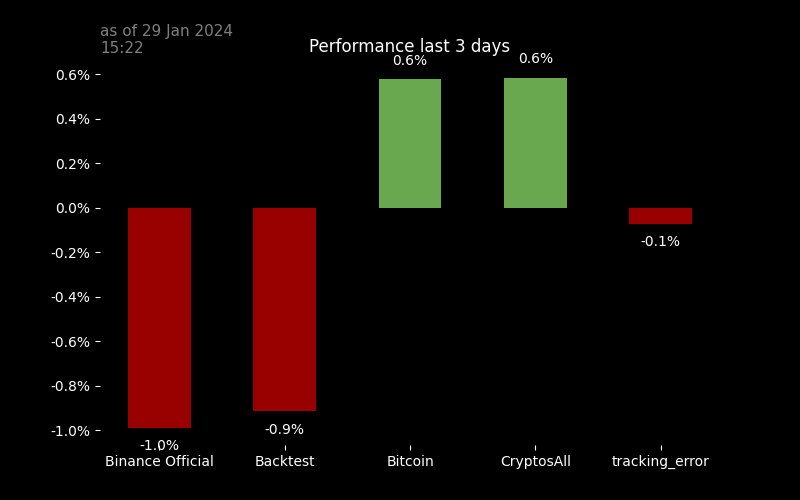 as of 29 Jan 2024
15:22
Performance last 3 days
0.6%
0.6%
0.6%
0.4%
0.2%
0.0%
-0.2%
-0.4%
-0.6%
-0.8%
-1.0%
-0.1%
-0.9%
-1.0%
Binance Official
Backtest
Bitcoin
CryptosAll
tracking_error